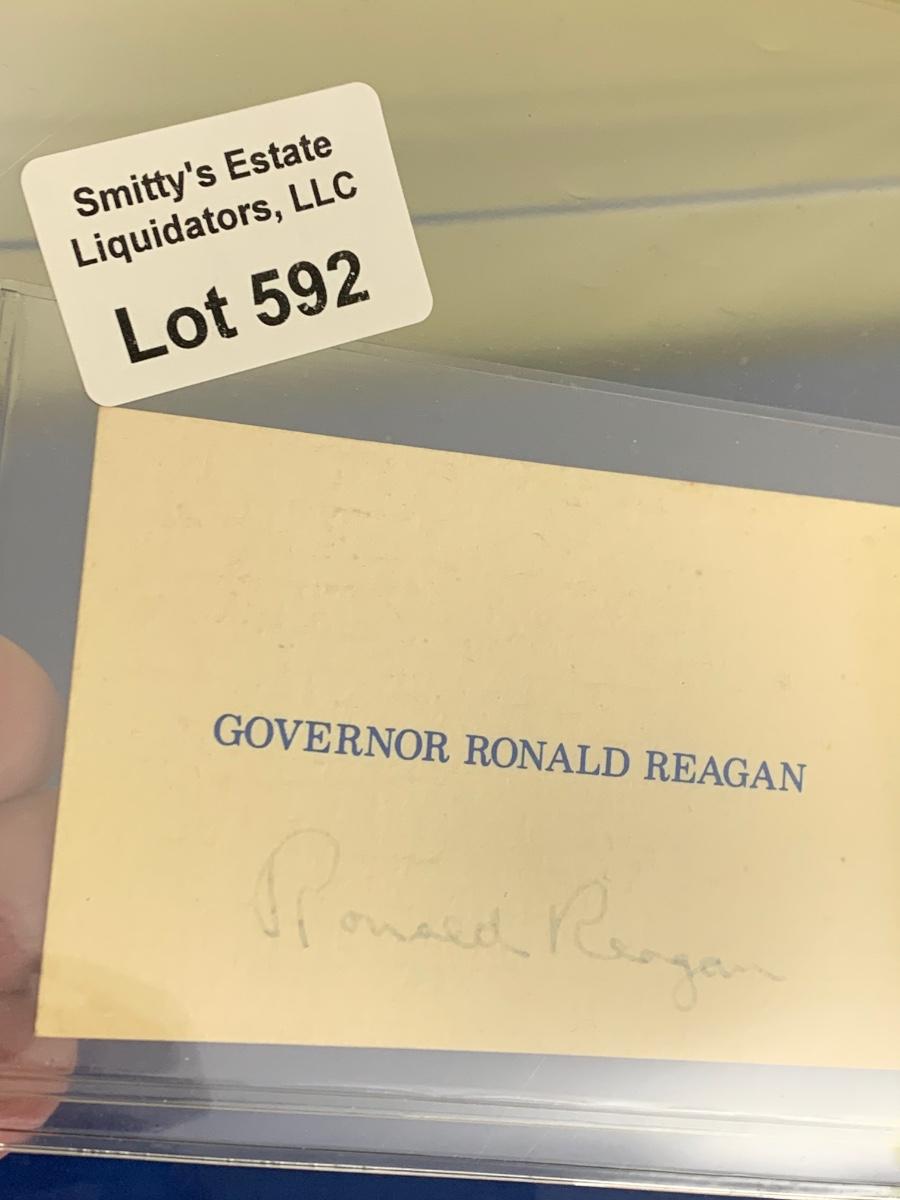 Smitty's Estate
Liquidators, LLC
Lot 592
GOVERNOR RONALD REAGAN
Ronald Reagan